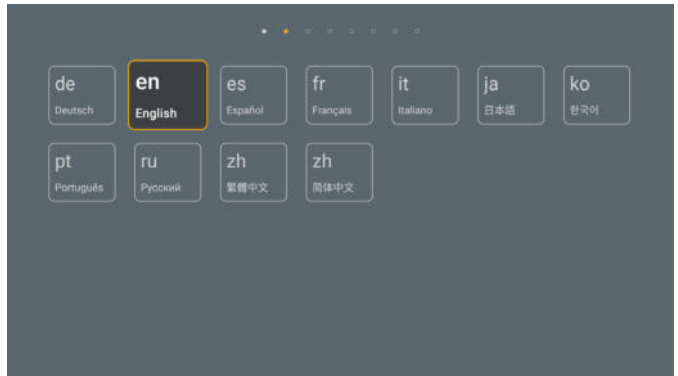 de
Deutsch
en
English
es
Español
fr
Français
it
Italiano
ja
日本語
ko
한국어
pt
Português
ru
Русский
zh
繁體中文
zh
简体中文